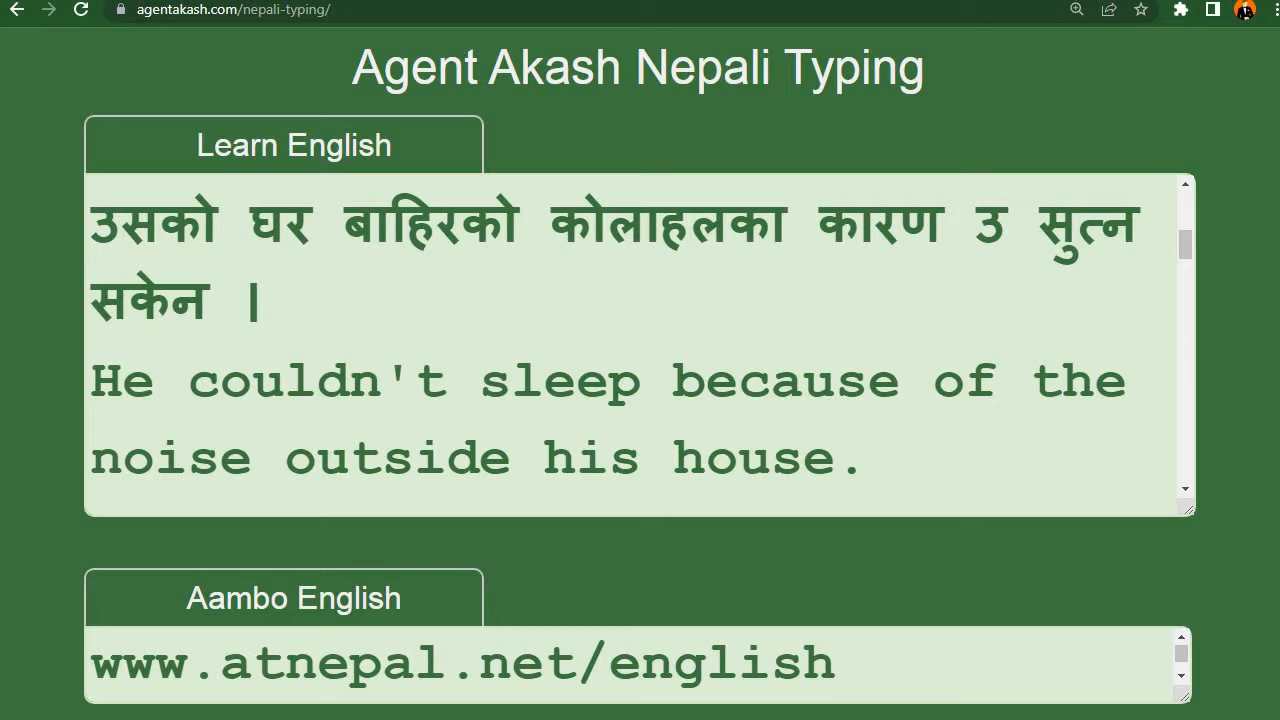 agentakash.com/nepali-typing/
Agent Akash Nepali Typing
Learn English
उसको घर बाहिरको कोलाहलका कारण उ सुत्न
सकेन ।
He couldn't sleep because of the
noise outside his house.
Aambo English
www.atnepal.net/english